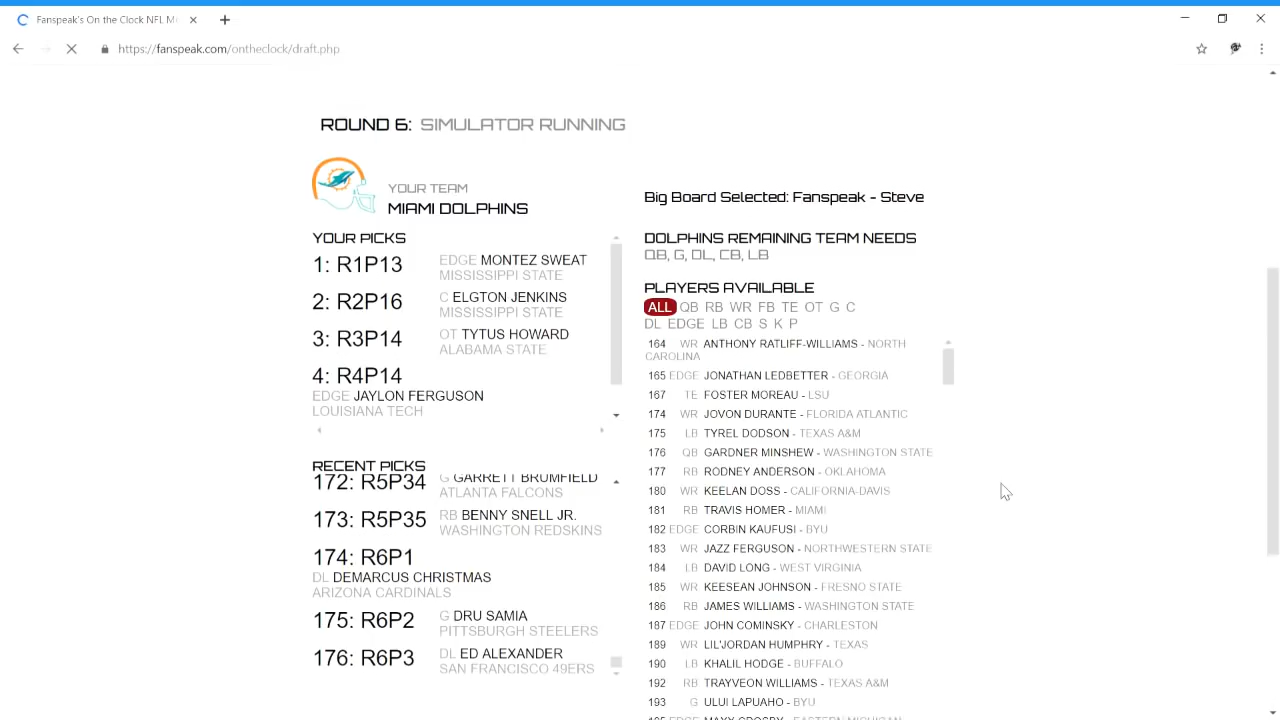 Fanspeak's On the Clock NFL M
https://fanspeak.com/ontheclock/draft.php
ROUND 6: SIMULATOR RUNNING
YOUR TEAM
MIAMI DOLPHINS
YOUR PICKS
1: R1P13
EDGE MONTEZ SWEAT
MISSISSIPPI STATE
2: R2P16
C ELGTON JENKINS
MISSISSIPPI STATE
3: R3P14
OT TYTUS HOWARD
ALABAMA STATE
4: R4P14
EDGE JAYLON FERGUSON
LOUISIANA TECH
RECENT PICKS
172: R5P34
G GARRETT BRUMFIELD
ATLANTA FALCONS
173: R5P35
RB BENNY SNELL JR.
WASHINGTON REDSKINS
174: R6P1
DL DEMARCUS CHRISTMAS
ARIZONA CARDINALS
175: R6P2
G DRU SAMIA
PITTSBURGH STEELERS
176: R6P3
DL ED ALEXANDER
SAN FRANCISCO 49ERS
Big Board Selected: Fanspeak - Steve
DOLPHINS REMAINING TEAM NEEDS
QB, G, DL, CB, LB
PLAYERS AVAILABLE
ALL QB RB WR FB TE OT G C
DL EDGE LB CB S K P
164 WR ANTHONY RATLIFF-WILLIAMS - NORTH
CAROLINA
165 EDGE JONATHAN LEDBETTER - GEORGIA
167 TE FOSTER MOREAU - LSU
174 WR JOVON DURANTE - FLORIDA ATLANTIC
175 LB TYREL DODSON - TEXAS A&M
176 QB GARDNER MINSHEW - WASHINGTON STATE
177 RB RODNEY ANDERSON - OKLAHOMA
180 WR KEELAN DOSS - CALIFORNIA-DAVIS
181 RB TRAVIS HOMER - MIAMI
182 EDGE CORBIN KAUFUSI - BYU
183 WR JAZZ FERGUSON - NORTHWESTERN STATE
184 LB DAVID LONG - WEST VIRGINIA
185 WR KEESEAN JOHNSON - FRESNO STATE
186 RB JAMES WILLIAMS - WASHINGTON STATE
187 EDGE JOHN COMINSKY - CHARLESTON
189 WR LIL'JORDAN HUMPHRY - TEXAS
190 LB KHALIL HODGE - BUFFALO
192 RB TRAYVEON WILLIAMS - TEXAS A&M
193 G ULUI LAPUAHO - BYU
195 EDGE MAXX CROSBY - EASTERN MICHIGAN